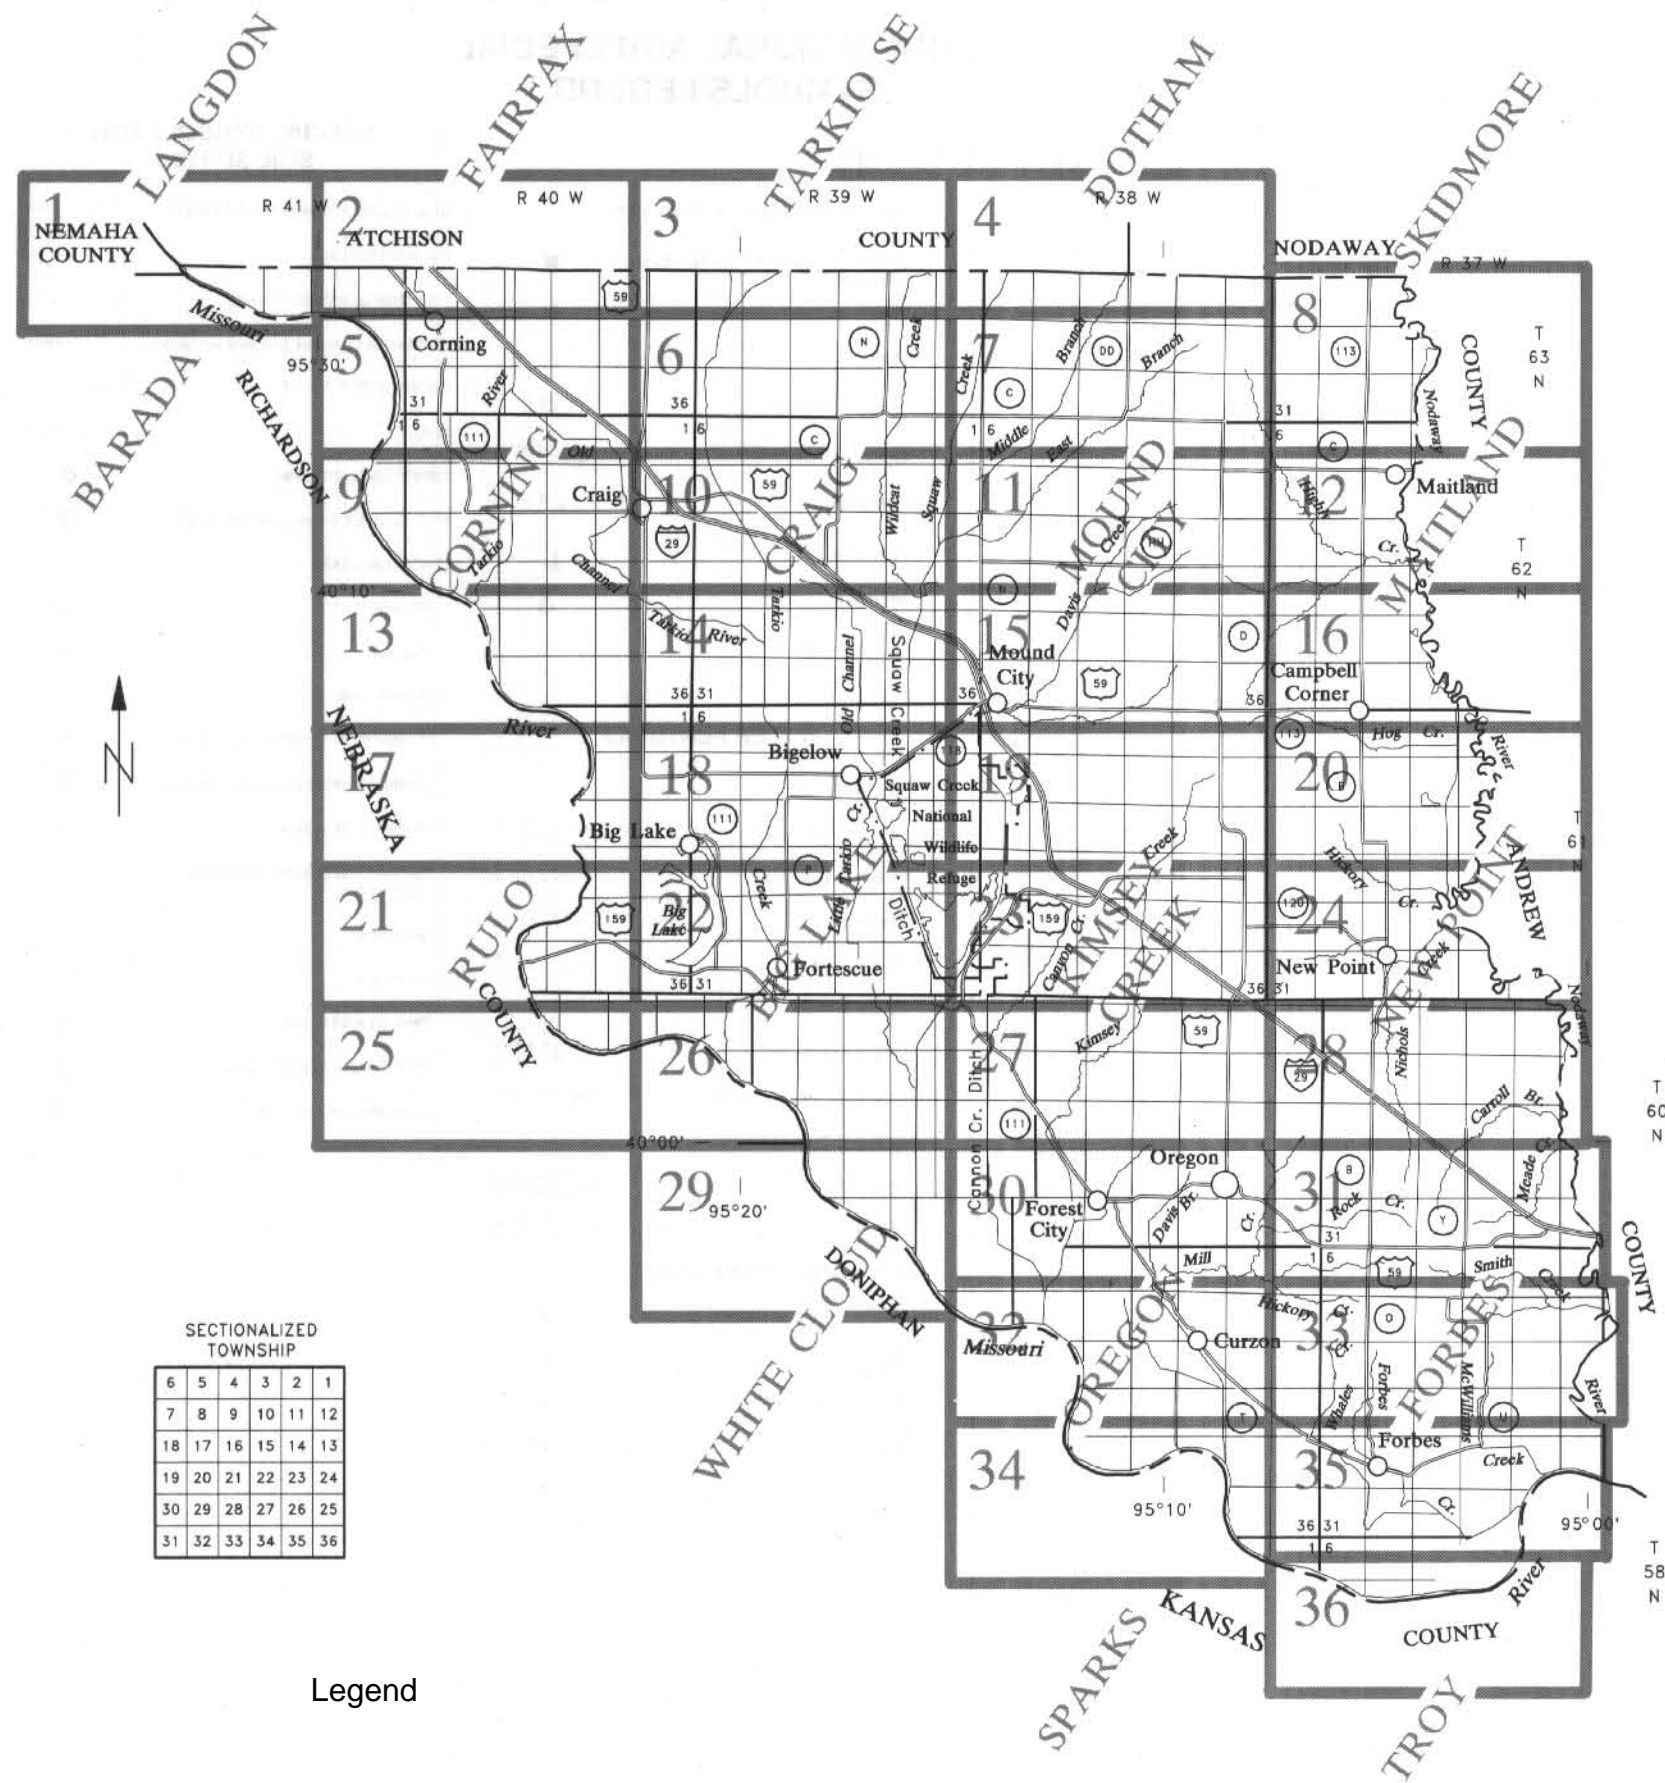 LANGDON
FAIRFAX
TARKIO SE
DOTHAM
SKIDMORE
1
R 41 W
2
R 40 W
3
R 39 W
4
R 38 W
NEMAHA
COUNTY
ATCHISON
COUNTY
NODAWAY
R 37 W
59
Missouri
8
5
95°30'
Corning
6
N
Creek
7
Creek
Branch
DD
Branch
113
COUNTY
T
63
N
BARADA
RICHARDSON
River
31
6
111
36
1 6
C
C
1 6
Middle
East
31
6
C
Nodaway
Old
9
CORNING
Craig
10
59
CRAIG
Wildcat
Squaw
11
MOUND
CITY
Creek
HH
12
Highly
Maitland
MAITLAND
29
Tarkio
Channel
Cr.
T
62
N
40°10'
N
13
14
Tarkio River
Tarkio
Old Channel
Squaw Creek
15
Davis
D
16
Mound
City
59
Campbell
Corner
36 31
1 6
36
36
River
NEBRASKA
Bigelow
118
113
Hog Cr.
River
17
18
19
20
B
Squaw Creek
National
Wildlife
Refuge
Big Lake
111
Cr.
Creek
Hickory
T
61
N
21
22
P
Creek
Little Tarkio
Ditch
BIG LAKE
RULO
159
Big
Lake
159
Canyon Cr.
KIMSEY
CREEK
120
24
Cr.
NEW POINT
ANDREW
Fortescue
New Point
Creek
36 31
36 31
COUNTY
25
26
27
Kimsey
59
28
29
Nichols
Nodaway
Cannon Cr. Ditch
111
Carroll Br.
T
60
N
40°00'
29
95°20'
30
Oregon
31
B
Rock Cr.
Meade Cr.
Y
Forest
City
Davis Br.
Cr.
31
1 6
Mill
59
Smith
Creek
COUNTY
DONIPHAN
WHITE CLOUD
32
Missouri
OREGON
Hickory Cr.
33
Cr.
D
FORBES
Curzon
Whales
Forbes
McWilliams
River
T
U
34
35
Forbes
Creek
95°10'
Cr.
95°00'
36 31
1 6
T
58
N
SECTIONALIZED
TOWNSHIP
6 5 4 3 2 1
7 8 9 10 11 12
18 17 16 15 14 13
19 20 21 22 23 24
30 29 28 27 26 25
31 32 33 34 35 36
KANSAS
36
COUNTY
River
SPARKS
TROY
Legend